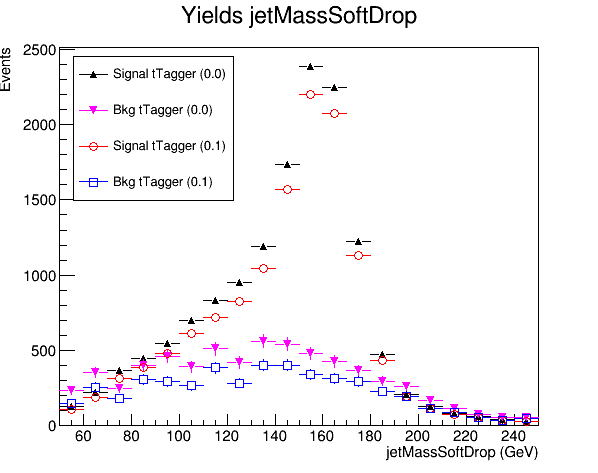 Yields jetMassSoftDrop
Events
2500
2000
1500
1000
500
0
Signal tTagger (0.0)
Bkg tTagger (0.0)
Signal tTagger (0.1)
Bkg tTagger (0.1)
60 80 100 120 140 160 180 200 220 240
jetMassSoftDrop (GeV)